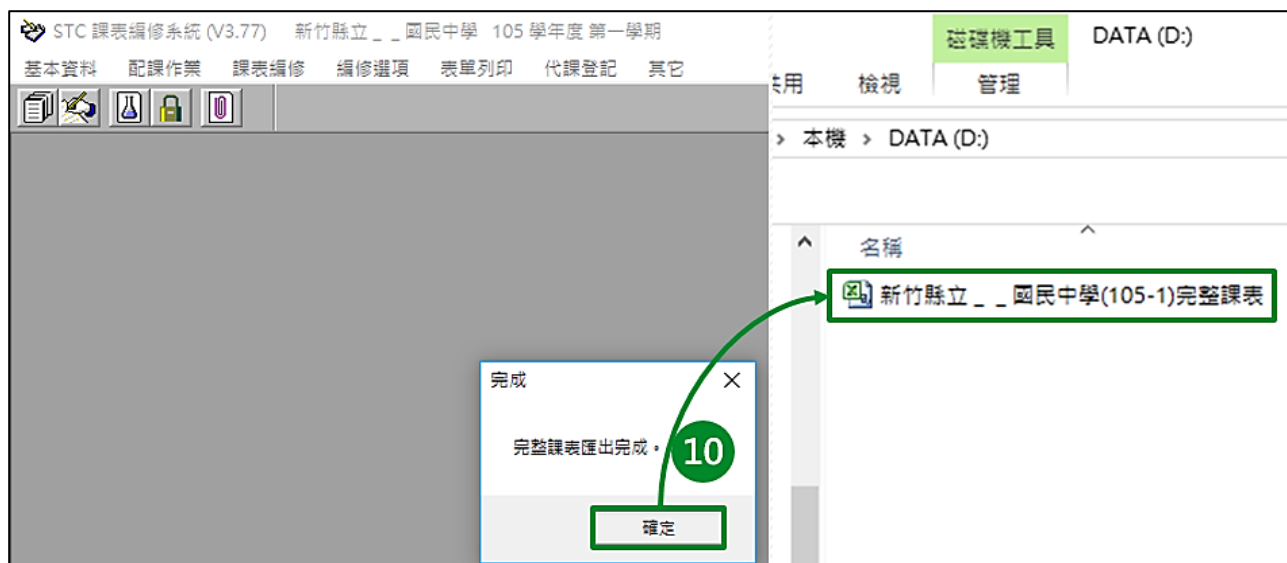 STC 課表編修系統 (V3.77) 新竹縣立_ _國民中學 105 學年度 第一學期
基本資料 配課作業 課表編修 編修選項 表單列印 代課登記 其它
完成
完整課表匯出完成。
10
確定
磁碟機工具 DATA (D:)
共用 檢視 管理
› 本機 › DATA (D:)
名稱
新竹縣立_ _國民中學(105-1)完整課表